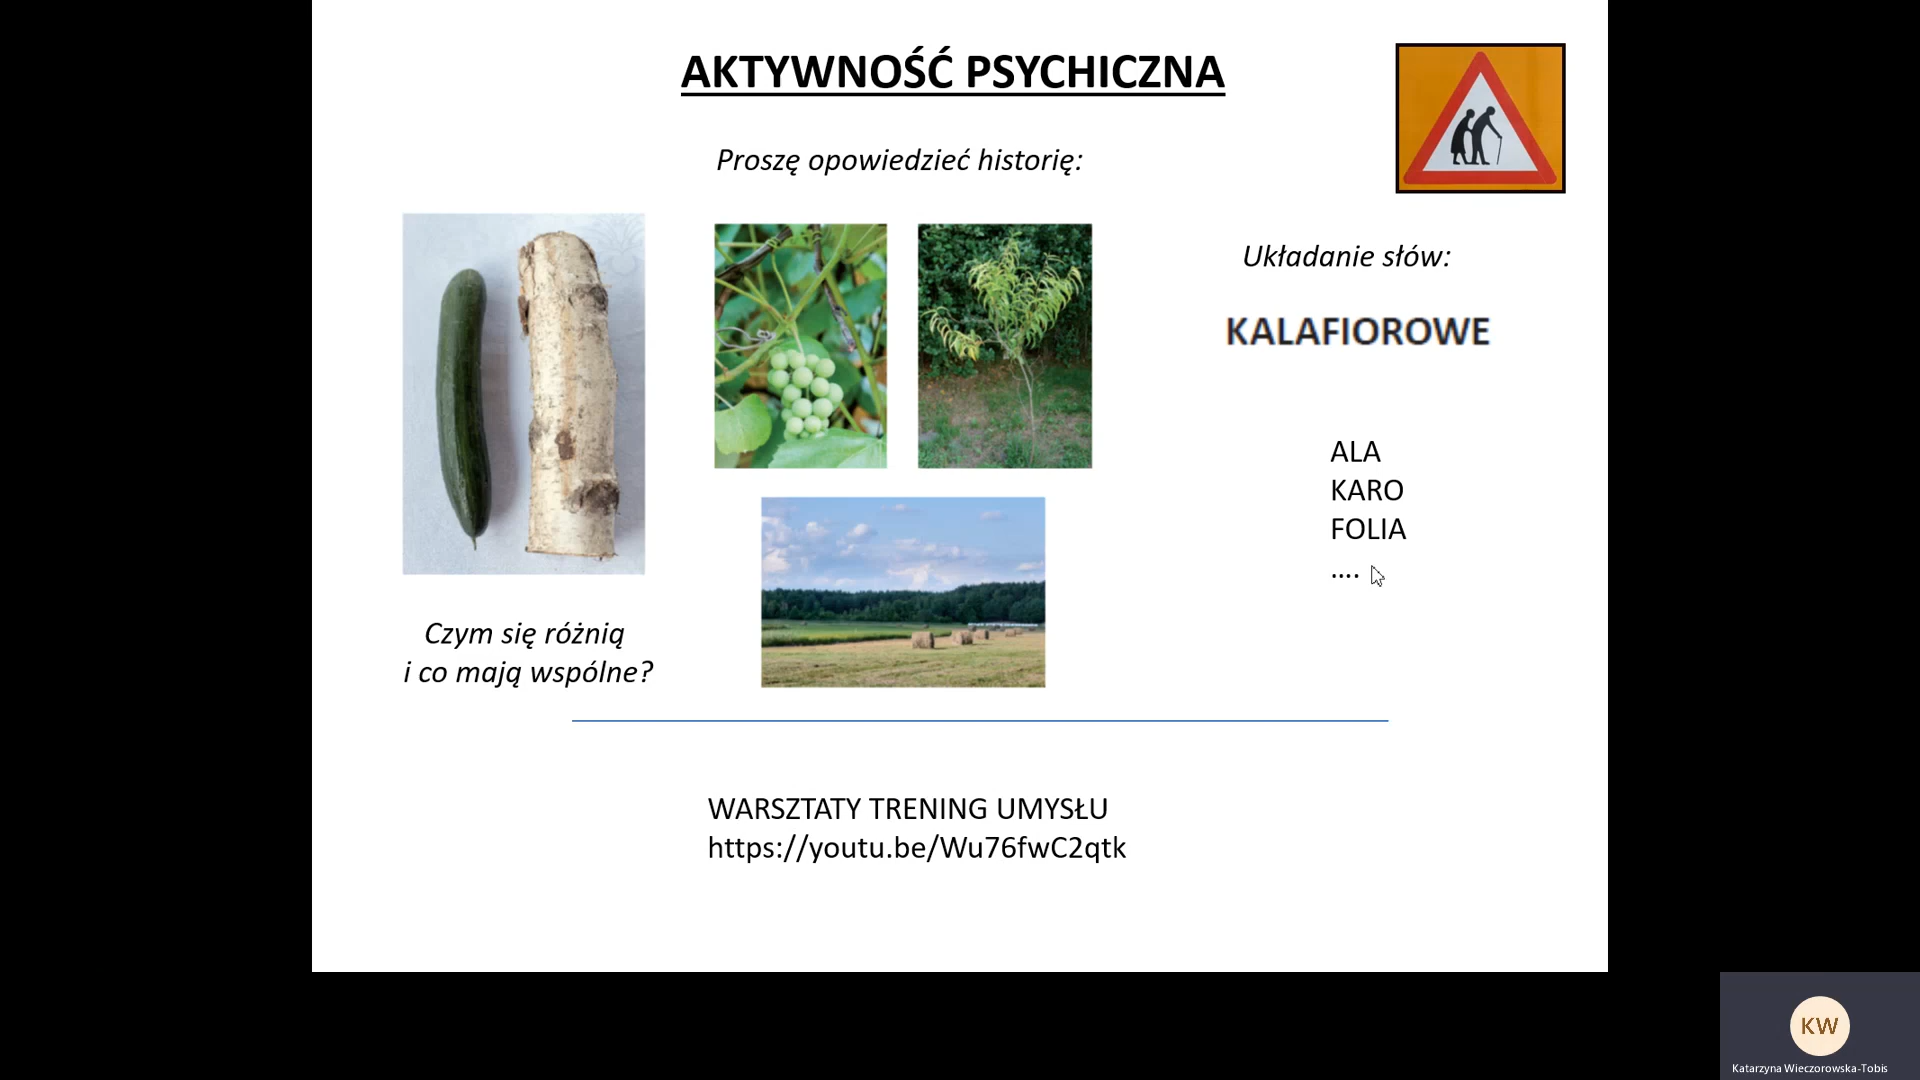 AKTYWNOŚĆ PSYCHICZNA
Proszę opowiedzieć historię:
Układanie słów:
KALAFIOROWE
ALA
KARO
FOLIA
....
Czym się różnią
i co mają wspólne?
WARSZTATY TRENING UMYSŁU
https://youtu.be/Wu76fwC2qtk
KW
Katarzyna Wieczorowska-Tobis